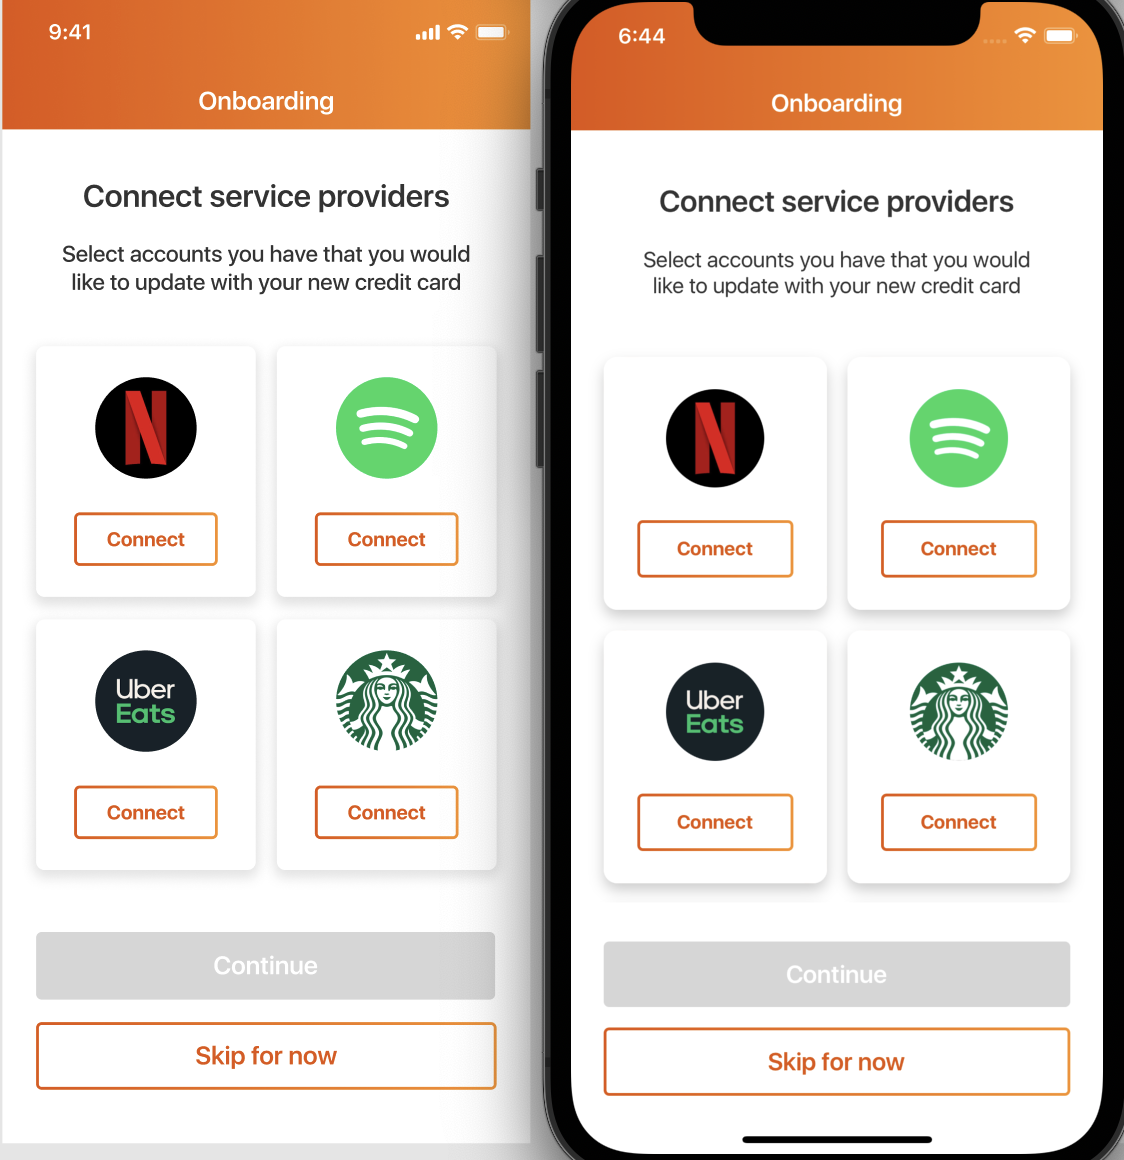 9:41
Onboarding
Connect service providers
Select accounts you have that you would
like to update with your new credit card
N
Connect
Connect
Uber
Eats
Connect
Connect
Continue
Skip for now
6:44
Onboarding
Connect service providers
Select accounts you have that you would
like to update with your new credit card
N
Connect
Connect
Uber
Eats
Connect
Connect
Continue
Skip for now